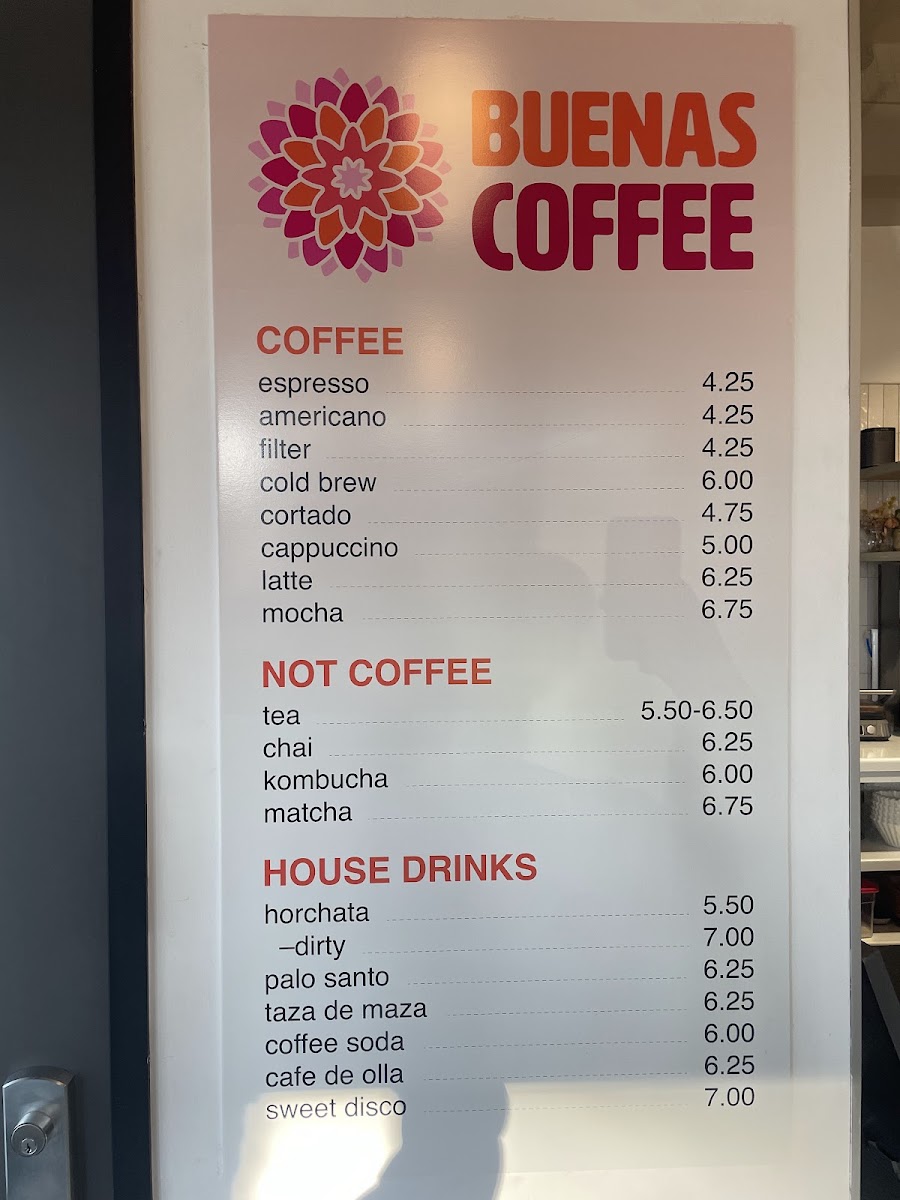 BUENAS
COFFEE
COFFEE
espresso 4.25
americano 4.25
filter 4.25
cold brew 6.00
cortado 4.75
cappuccino 5.00
latte 6.25
mocha 6.75
NOT COFFEE
tea 5.50-6.50
chai 6.25
kombucha 6.00
matcha 6.75
HOUSE DRINKS
horchata 5.50
–dirty 7.00
palo santo 6.25
taza de maza 6.25
coffee soda 6.00
cafe de olla 6.25
sweet disco 7.00